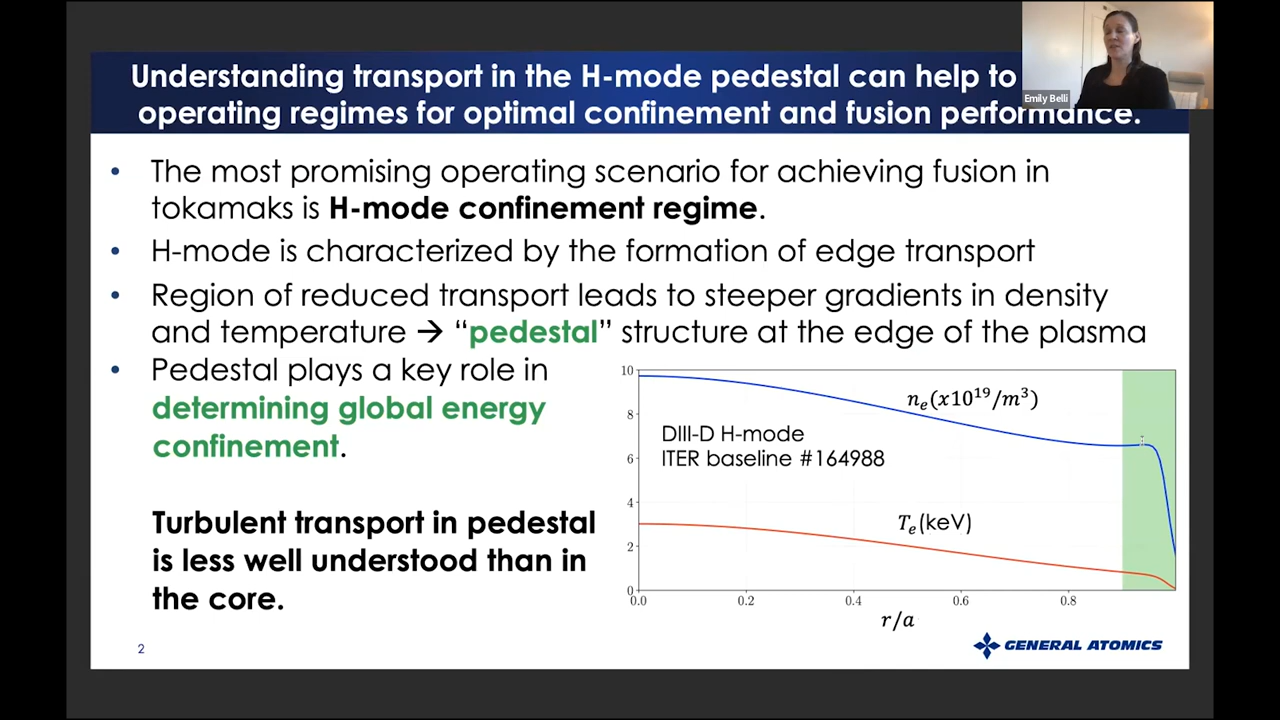 Understanding transport in the H-mode pedestal can help to
operating regimes for optimal confinement and fusion performance.
Emily Belli
• The most promising operating scenario for achieving fusion in
tokamaks is H-mode confinement regime.
• H-mode is characterized by the formation of edge transport
• Region of reduced transport leads to steeper gradients in density
and temperature → “pedestal” structure at the edge of the plasma
• Pedestal plays a key role in
determining global energy
confinement.
Turbulent transport in pedestal
is less well understood than in
the core.
10
8
6
4
2
0
nₑ(x10¹⁹/m³)
DIII-D H-mode
ITER baseline #164988
Tₑ(keV)
0.0 0.2 0.4 0.6 0.8
r/a
2
GENERAL ATOMICS